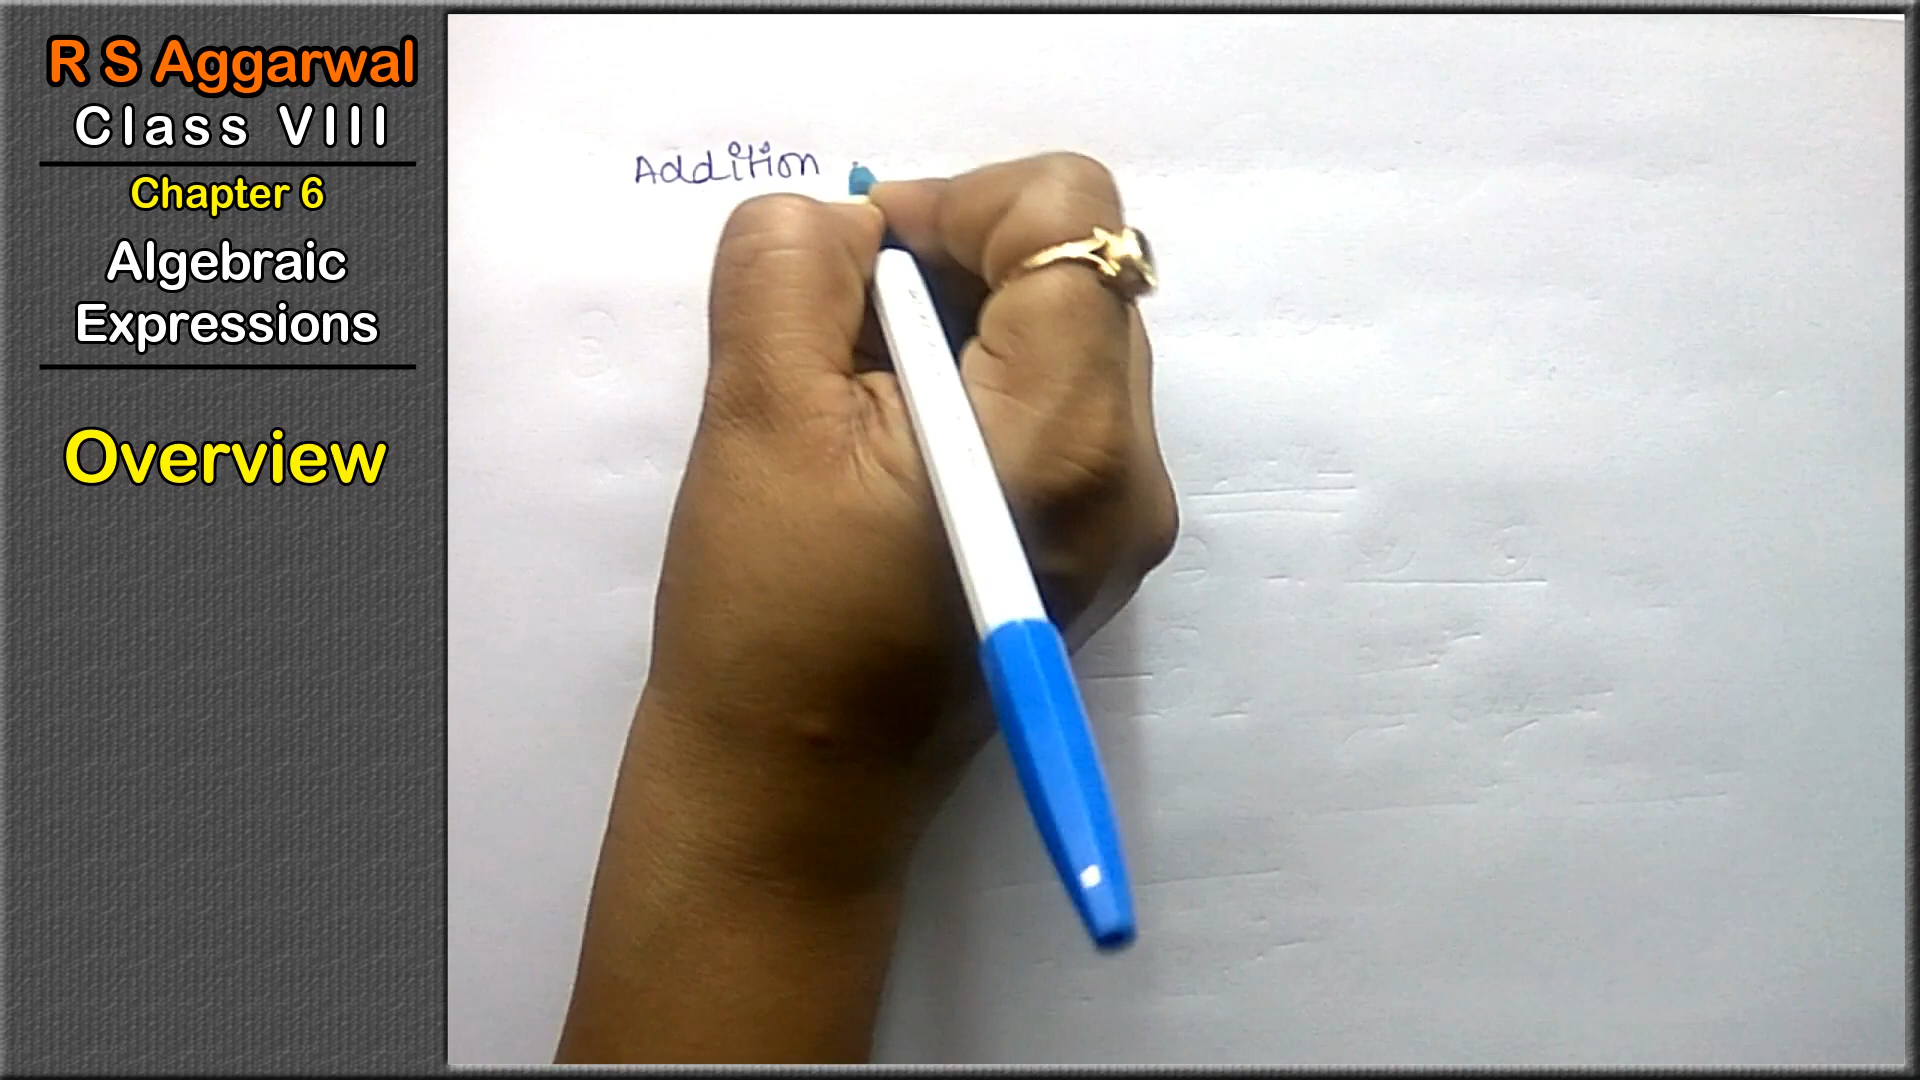 R S Aggarwal
Class VIII
Chapter 6
Algebraic
Expressions
Overview
Addition